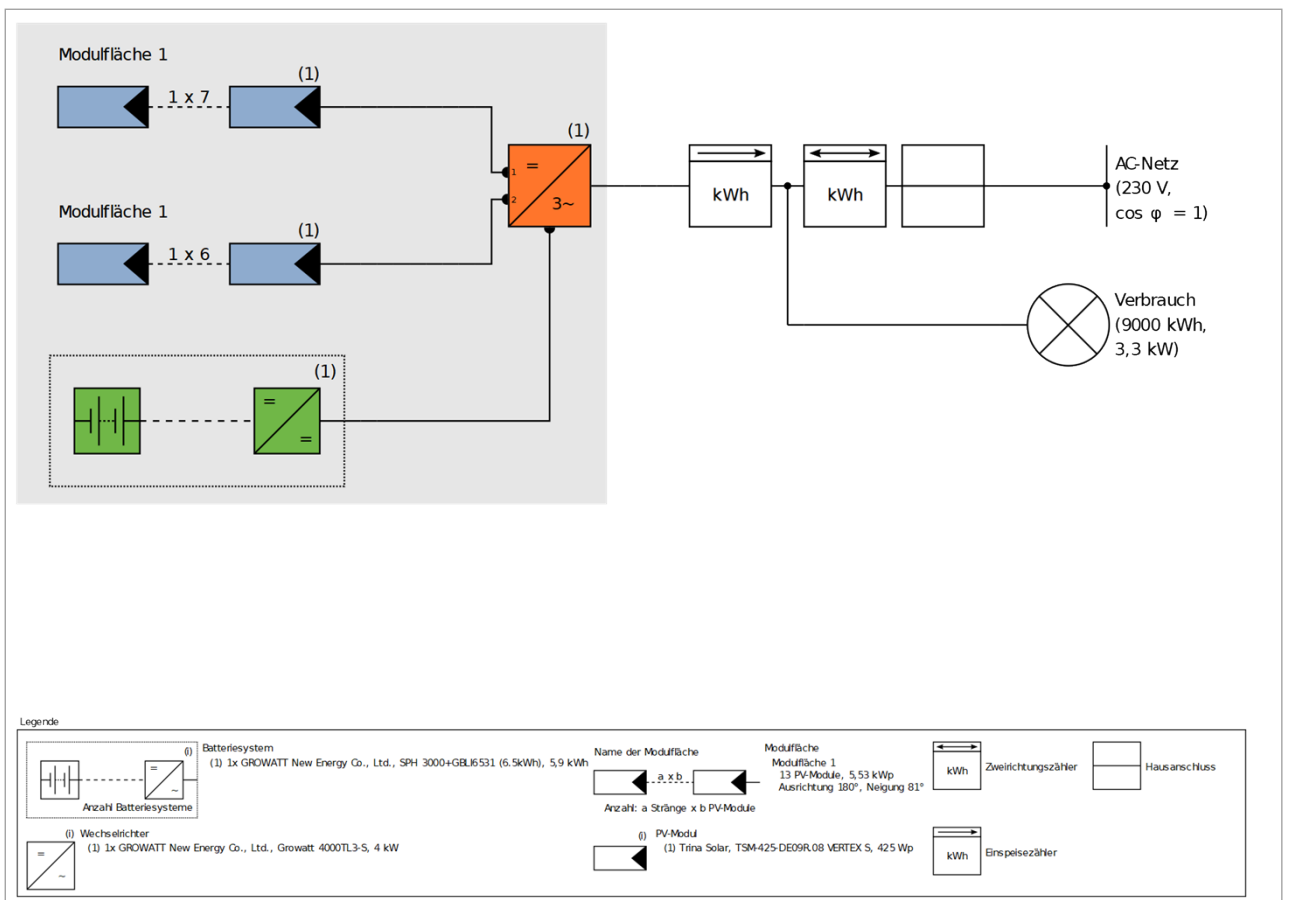 Modulfläche 1
1 x 7
(1)
(1)
1
=
2
3~
kWh
kWh
AC-Netz
(230 V,
cos φ = 1)
Modulfläche 1
1 x 6
(1)
Verbrauch
(9000 kWh,
3,3 kW)
(1)
=
=
Legende
(i)
=
~
Anzahl Batteriesysteme
Batteriesystem
(1) 1x GROWATT New Energy Co., Ltd., SPH 3000+GBLI6531 (6.5kWh), 5,9 kWh
(i) Wechselrichter
=
~
(1) 1x GROWATT New Energy Co., Ltd., Growatt 4000TL3-S, 4 kW
Name der Modulfläche
a x b
Anzahl: a Stränge x b PV-Module
Modulfläche
Modulfläche 1
13 PV-Module, 5,53 kWp
Ausrichtung 180°, Neigung 81°
(i) PV-Modul
(1) Trina Solar, TSM-425-DE09R.08 VERTEX S, 425 Wp
kWh
Zweirichtungszähler
Hausanschluss
kWh
Einspeisezähler